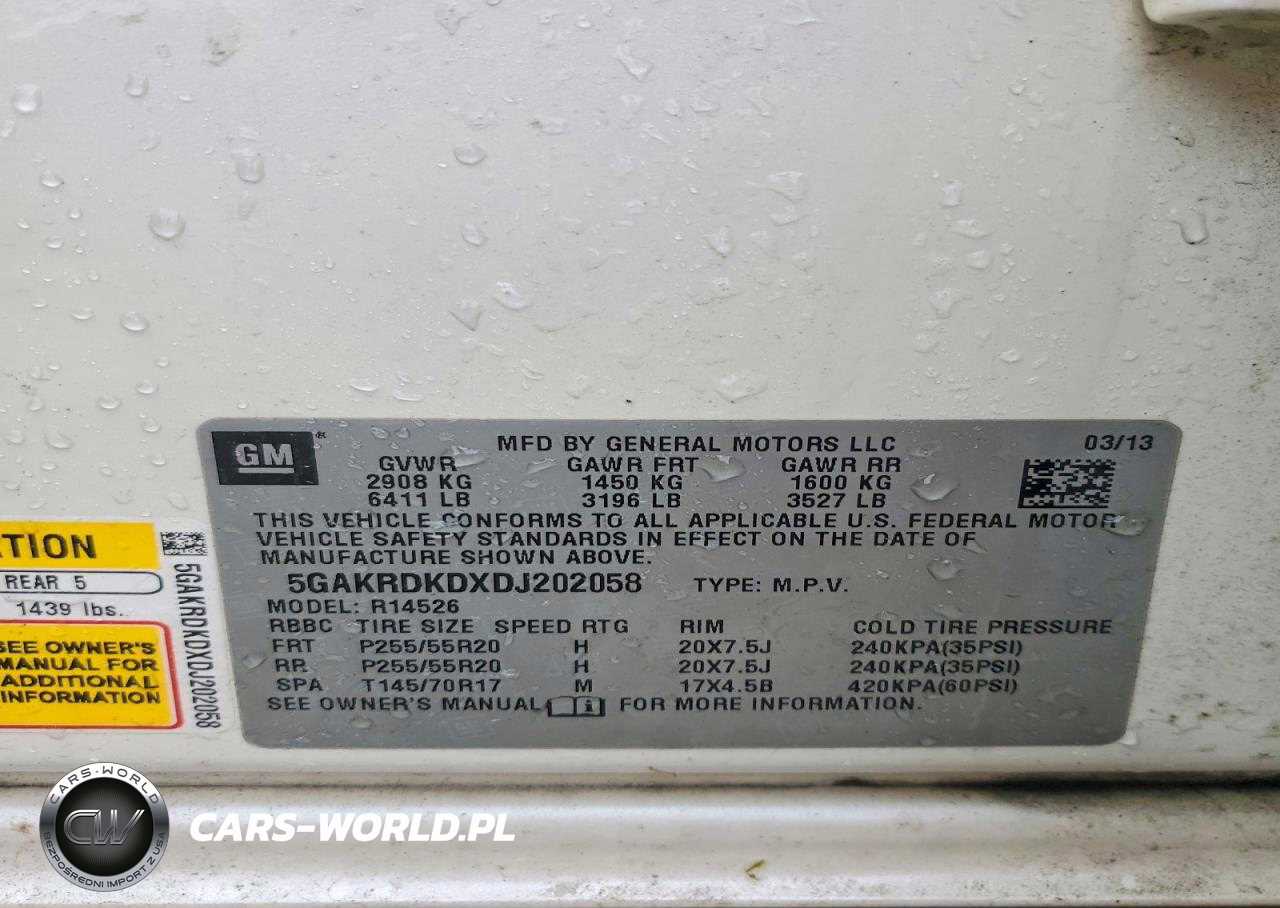 GM
MFD BY GENERAL MOTORS LLC 03/13
GVWR GAWR FRT GAWR RR
2908 KG 1450 KG 1600 KG
6411 LB 3196 LB 3527 LB
THIS VEHICLE CONFORMS TO ALL APPLICABLE U.S. FEDERAL MOTOR
VEHICLE SAFETY STANDARDS IN EFFECT ON THE DATE OF
MANUFACTURE SHOWN ABOVE.
5GAKRDKDXDJ202058 TYPE: M.P.V.
MODEL: R14526
RBBC TIRE SIZE SPEED RTG RIM COLD TIRE PRESSURE
FRT P255/55R20 H 20X7.5J 240KPA(35PSI)
RR P255/55R20 H 20X7.5J 240KPA(35PSI)
SPA T145/70R17 M 17X4.5B 420KPA(60PSI)
SEE OWNER'S MANUAL FOR MORE INFORMATION.
TION
REAR 5
1439 lbs.
SEE OWNER'S
MANUAL FOR
ADDITIONAL
INFORMATION
5GAKRDKDXDJ202058
CARS-WORLD
CW
BEZPOŚREDNI IMPORT Z USA
CARS-WORLD.PL